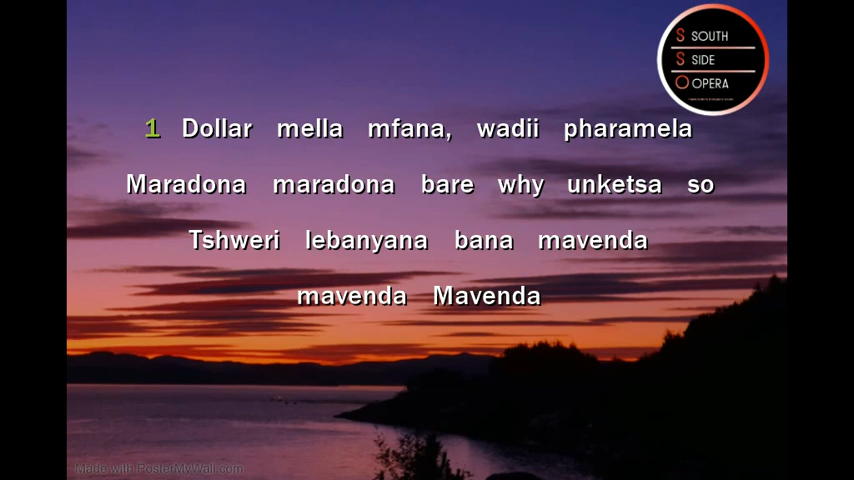 S SOUTH
S SIDE
O OPERA
1 Dollar mella mfana, wadii pharamela
Maradona maradona bare why unketsa so
Tshweri lebanyana bana mavenda
mavenda Mavenda
Made with PosterMyWall.com